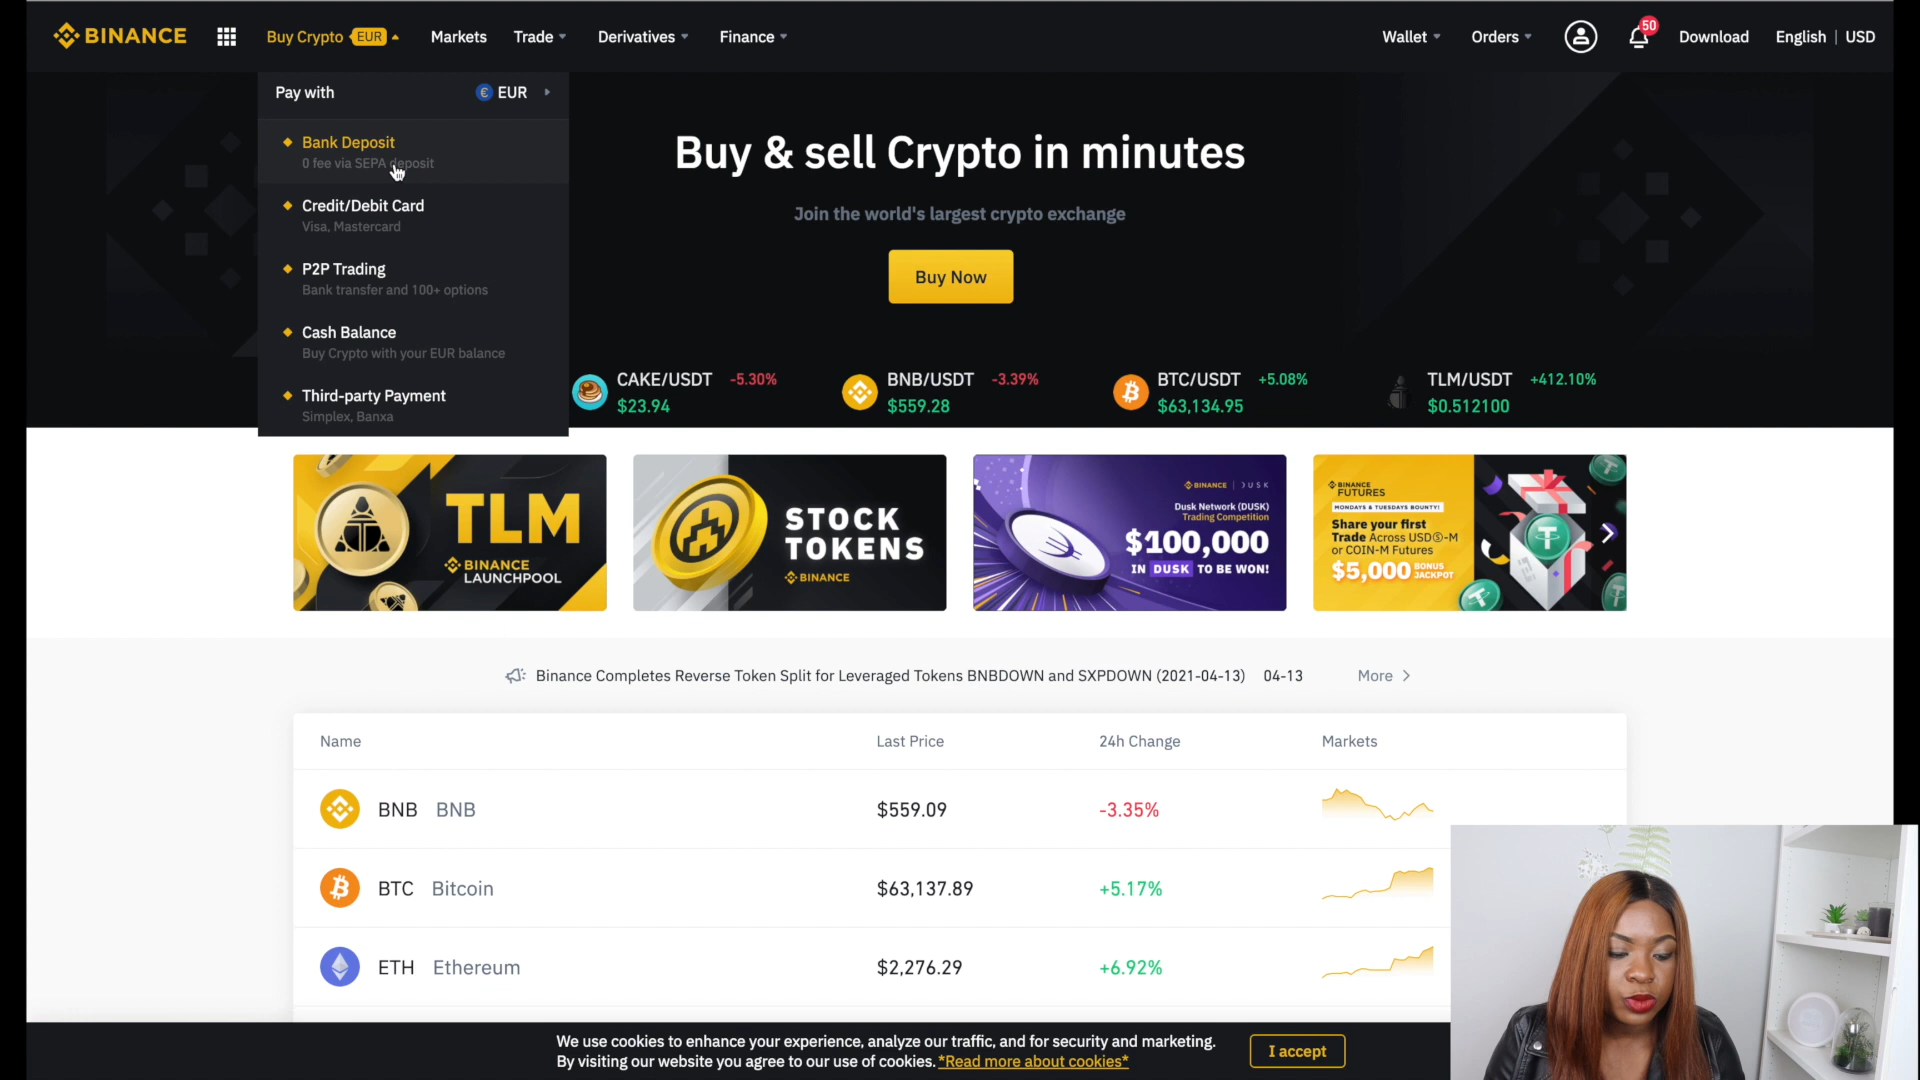 BINANCE
Buy Crypto EUR
Markets
Trade
Derivatives
Finance
Wallet
Orders
50
Download
English | USD
Pay with
€ EUR
Bank Deposit
0 fee via SEPA deposit
Credit/Debit Card
Visa, Mastercard
P2P Trading
Bank transfer and 100+ options
Cash Balance
Buy Crypto with your EUR balance
Third-party Payment
Simplex, Banxa
Buy & sell Crypto in minutes
Join the world's largest crypto exchange
Buy Now
CAKE/USDT -5.30%
$23.94
BNB/USDT -3.39%
$559.28
BTC/USDT +5.08%
$63,134.95
TLM/USDT +412.10%
$0.512100
TLM
BINANCE
LAUNCHPOOL
STOCK
TOKENS
BINANCE
BINANCE | DUSK
Dusk Network (DUSK)
Trading Competition
$100,000
IN DUSK TO BE WON!
BINANCE
FUTURES
MONDAYS & TUESDAYS BOUNTY!
Share your first
Trade Across USDⓈ-M
or COIN-M Futures
$5,000 BONUS
JACKPOT
Binance Completes Reverse Token Split for Leveraged Tokens BNBDOWN and SXPDOWN (2021-04-13) 04-13
More
Name
Last Price
24h Change
Markets
BNB BNB $559.09 -3.35%
BTC Bitcoin $63,137.89 +5.17%
ETH Ethereum $2,276.29 +6.92%
We use cookies to enhance your experience, analyze our traffic, and for security and marketing.
By visiting our website you agree to our use of cookies. *Read more about cookies*
I accept